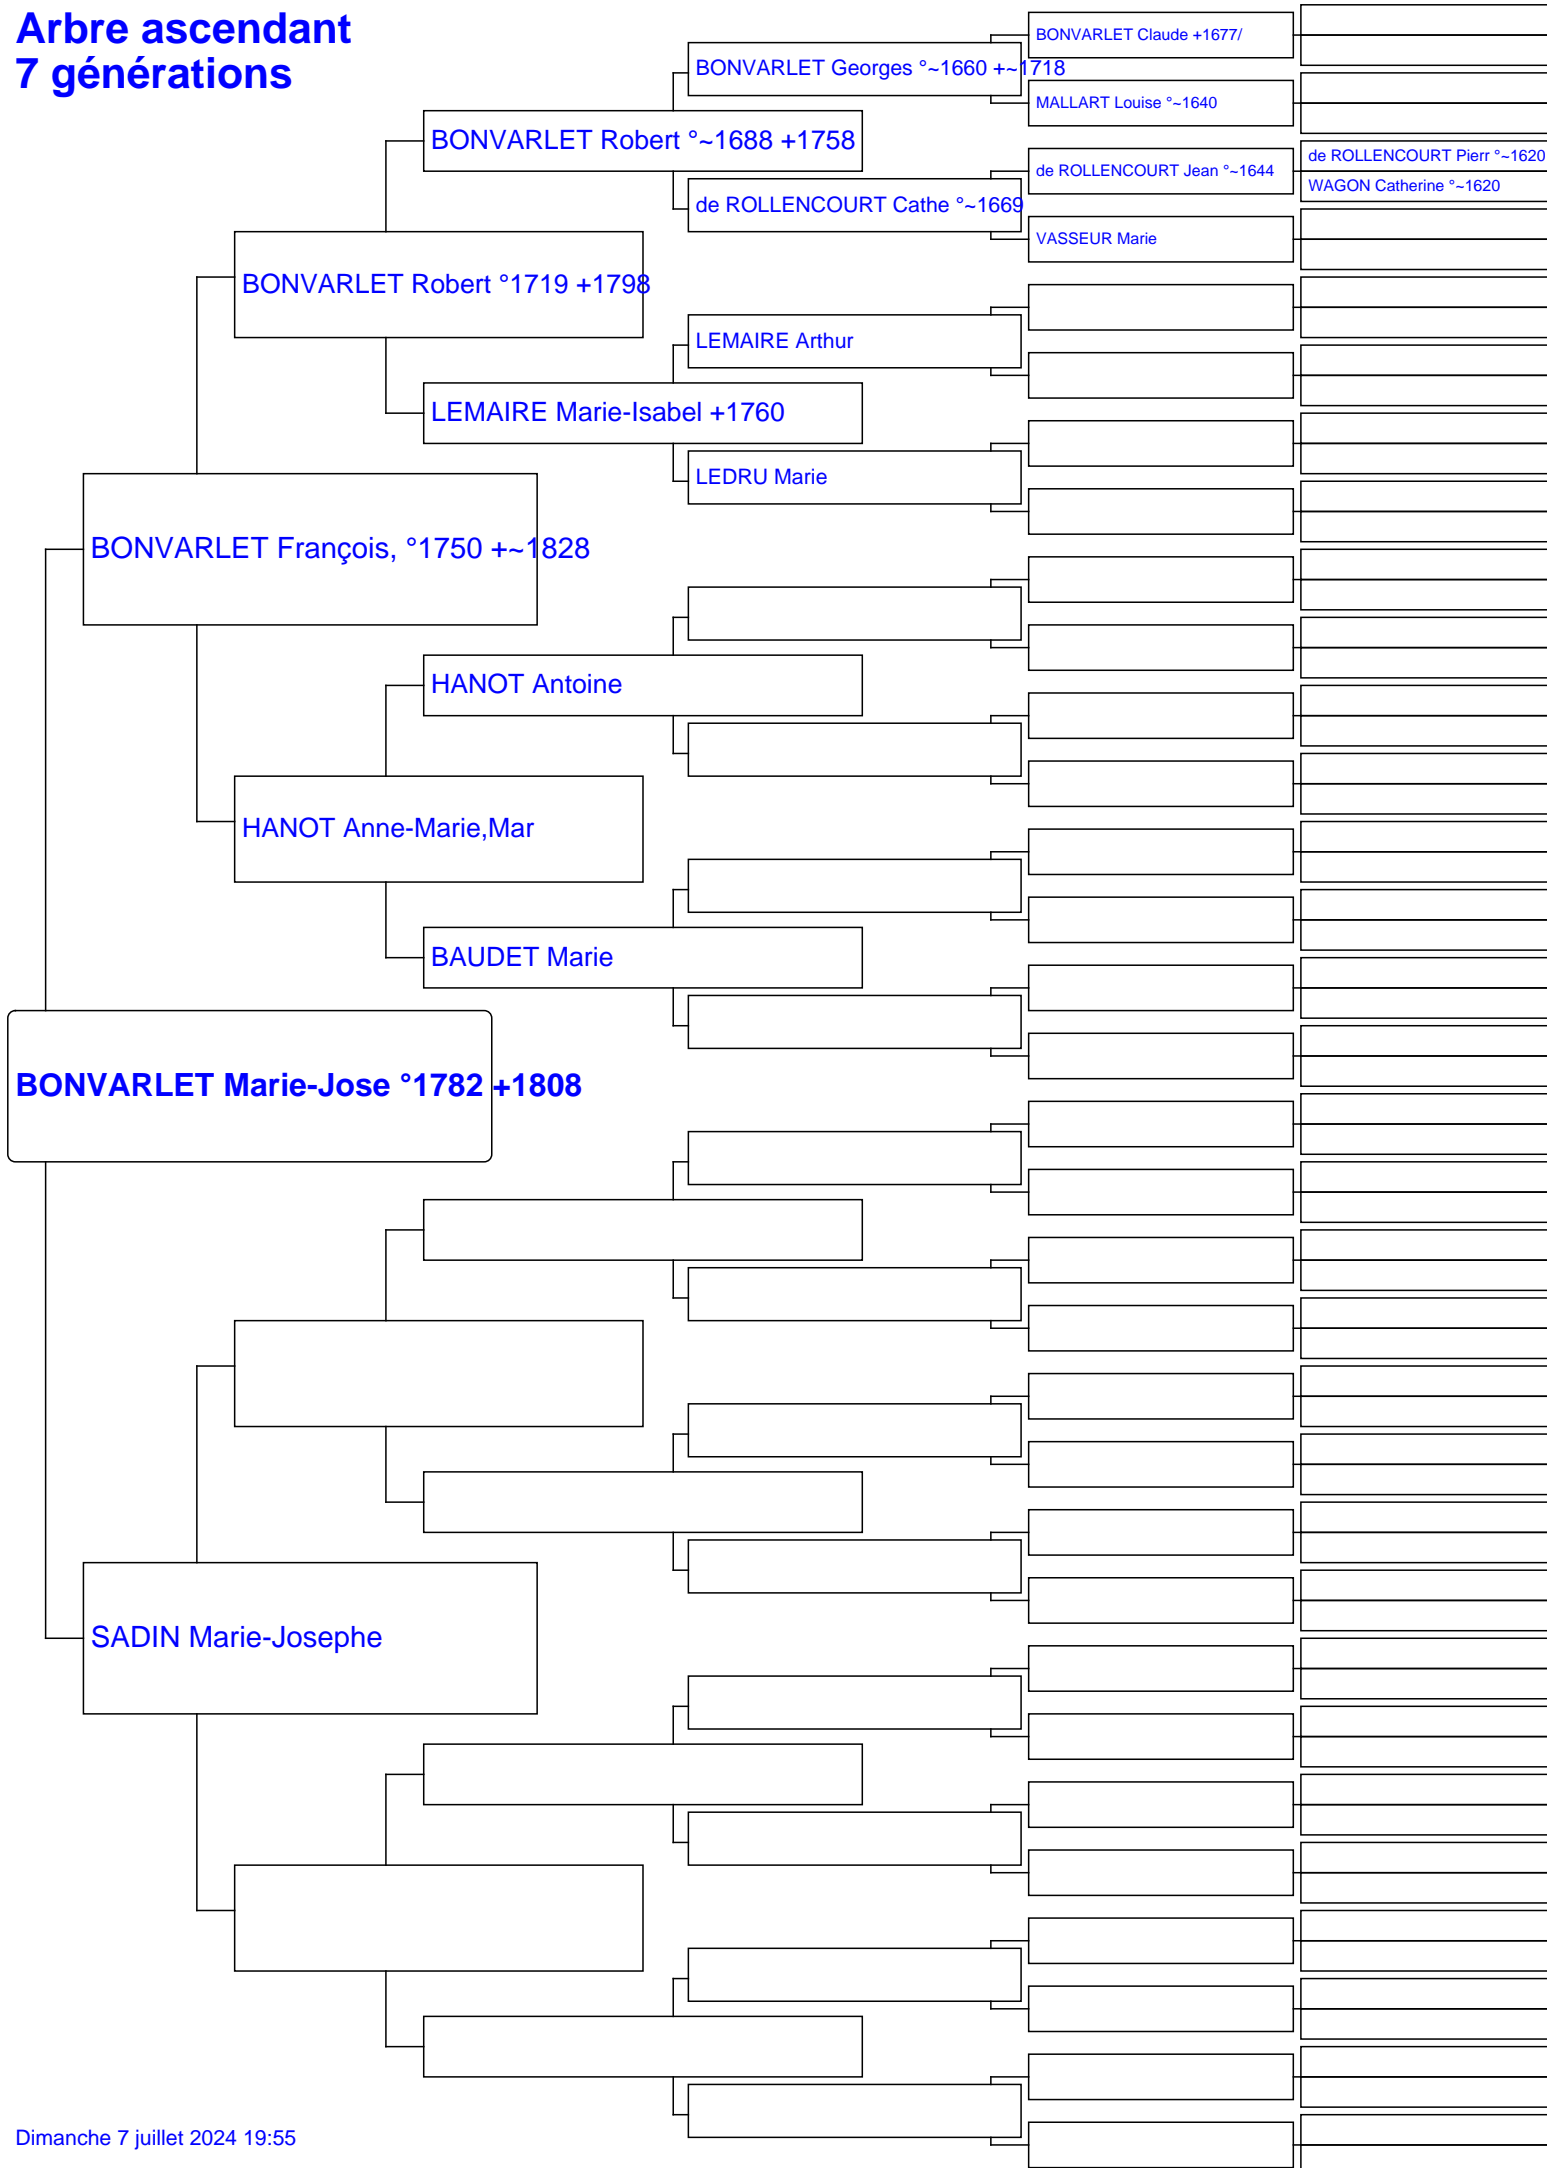 Arbre ascendant
7 générations
BONVARLET Claude +1677/
BONVARLET Georges °~1660 +~1718
MALLART Louise °~1640
BONVARLET Robert °~1688 +1758
de ROLLENCOURT Pierr °~1620
de ROLLENCOURT Jean °~1644
WAGON Catherine °~1620
de ROLLENCOURT Cathe °~1669
VASSEUR Marie
BONVARLET Robert °1719 +1798
LEMAIRE Arthur
LEMAIRE Marie-Isabel +1760
LEDRU Marie
BONVARLET François, °1750 +~1828
HANOT Antoine
HANOT Anne-Marie,Mar
BAUDET Marie
BONVARLET Marie-Jose °1782 +1808
SADIN Marie-Josephe
Dimanche 7 juillet 2024 19:55